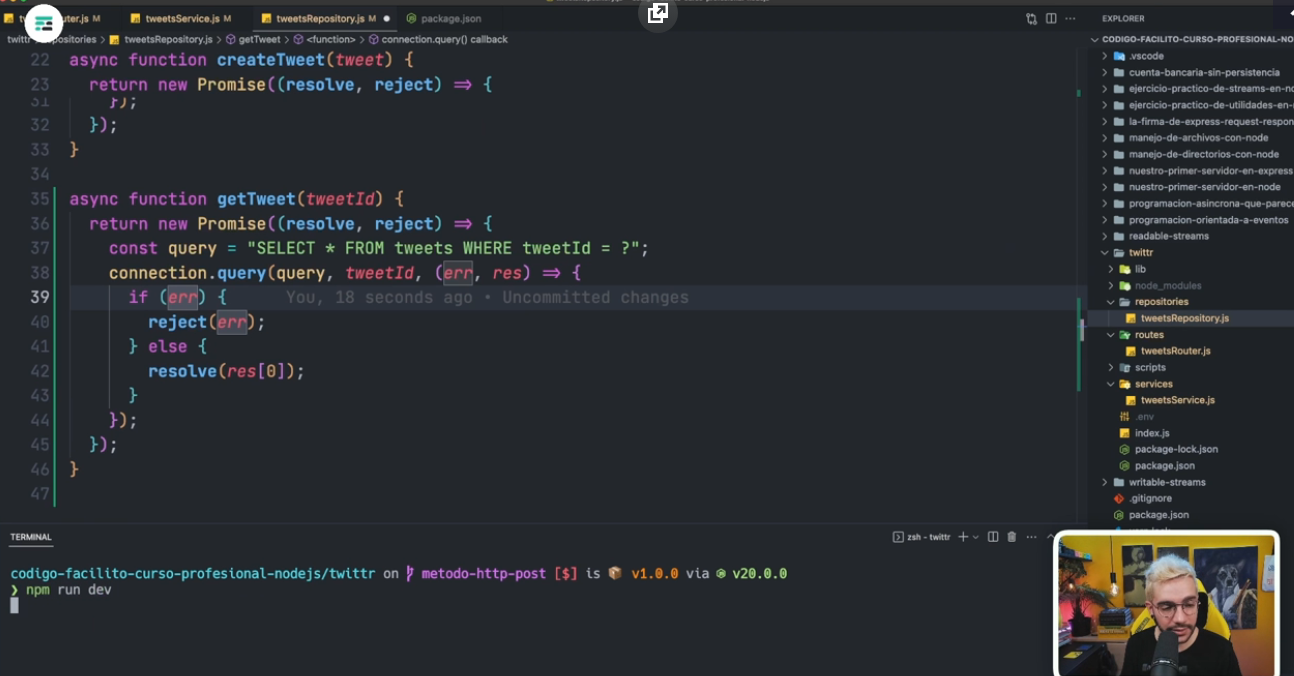 uter.js M
tweetsService.js M
tweetsRepository.js M
package.json
twittr
ositories > tweetsRepository.js > getTweet > <function> > connection.query() callback
22 async function createTweet(tweet) {
23 return new Promise((resolve, reject) => {
31 });
32 });
33 }
34
35 async function getTweet(tweetId) {
36 return new Promise((resolve, reject) => {
37 const query = "SELECT * FROM tweets WHERE tweetId = ?";
38 connection.query(query, tweetId, (err, res) => {
39 if (err) { You, 18 seconds ago • Uncommitted changes
40 reject(err);
41 } else {
42 resolve(res[0]);
43 }
44 });
45 });
46 }
47
TERMINAL
zsh - twittr
codigo-facilito-curso-profesional-nodejs/twittr on metodo-http-post [$] is v1.0.0 via v20.0.0
❯ npm run dev
EXPLORER
CODIGO-FACILITO-CURSO-PROFESIONAL-NO
.vscode
cuenta-bancaria-sin-persistencia
ejercicio-practico-de-streams-en-no
ejercicio-practico-de-utilidades-en-
la-firma-de-express-request-respon
manejo-de-archivos-con-node
manejo-de-directorios-con-node
nuestro-primer-servidor-en-express
nuestro-primer-servidor-en-node
programacion-asincrona-que-parece
programacion-orientada-a-eventos
readable-streams
twittr
lib
node_modules
repositories
tweetsRepository.js
routes
tweetsRouter.js
scripts
services
tweetsService.js
.env
index.js
package-lock.json
package.json
writable-streams
.gitignore
package.json